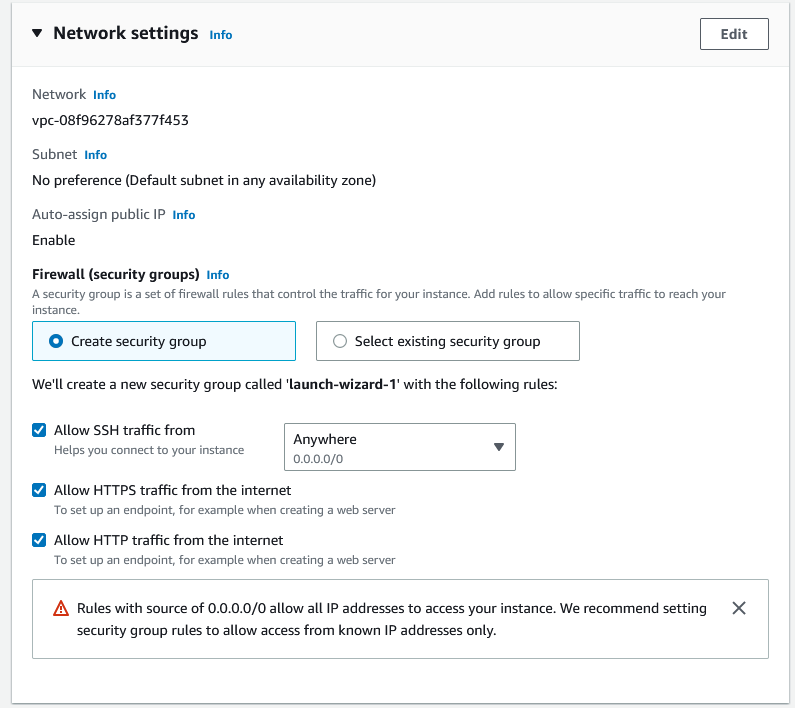 Network settings Info
Edit
Network Info
vpc-08f96278af377f453
Subnet Info
No preference (Default subnet in any availability zone)
Auto-assign public IP Info
Enable
Firewall (security groups) Info
A security group is a set of firewall rules that control the traffic for your instance. Add rules to allow specific traffic to reach your
instance.
Create security group
Select existing security group
We'll create a new security group called 'launch-wizard-1' with the following rules:
Allow SSH traffic from
Helps you connect to your instance
Anywhere
0.0.0.0/0
Allow HTTPS traffic from the internet
To set up an endpoint, for example when creating a web server
Allow HTTP traffic from the internet
To set up an endpoint, for example when creating a web server
Rules with source of 0.0.0.0/0 allow all IP addresses to access your instance. We recommend setting
security group rules to allow access from known IP addresses only.